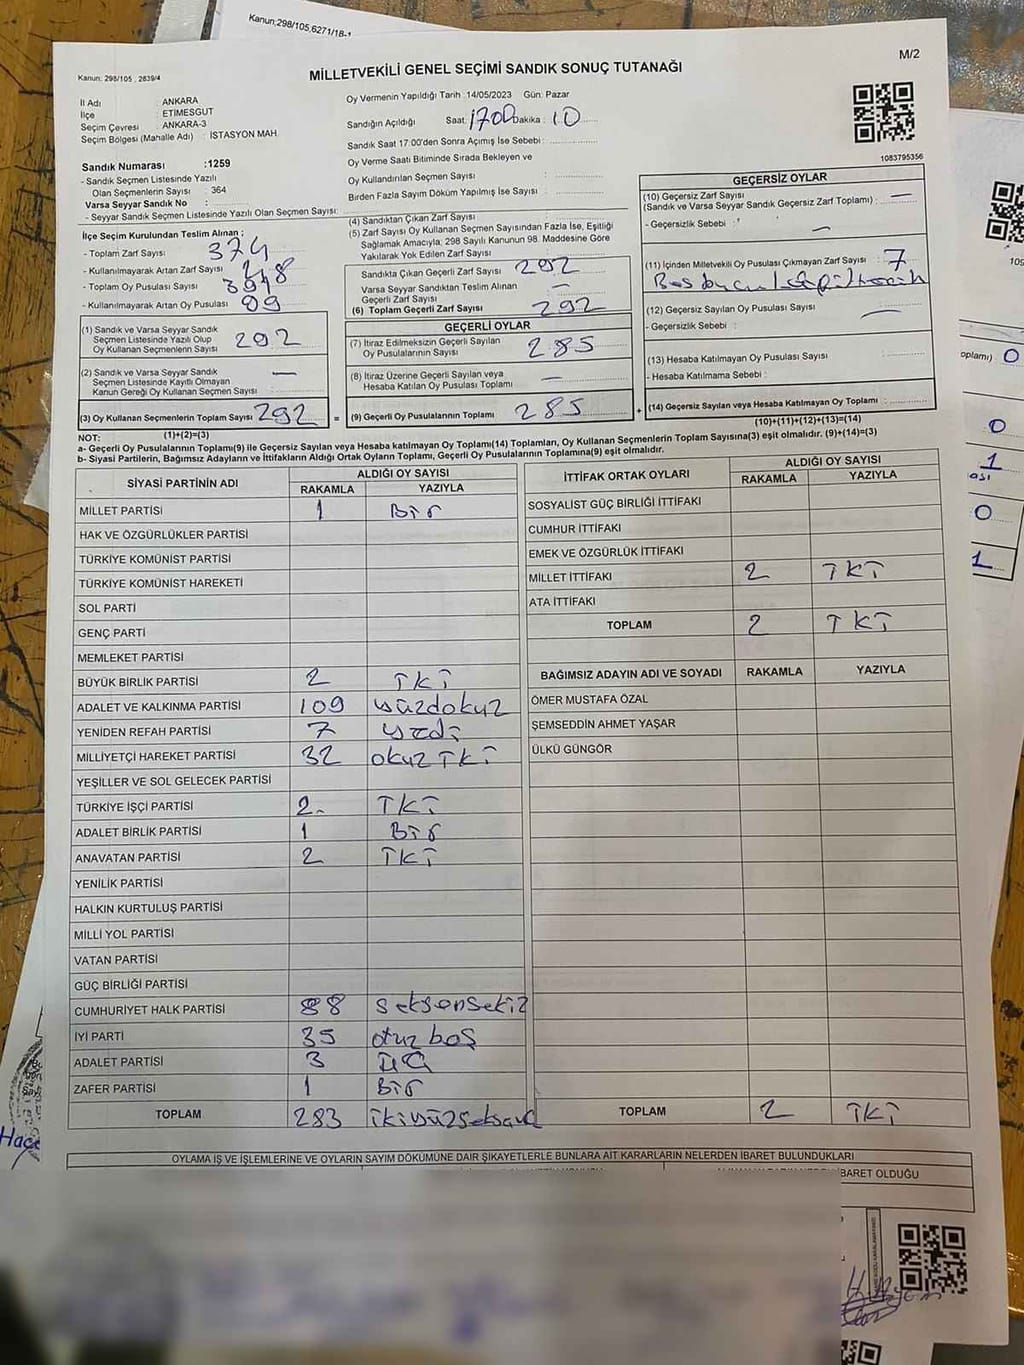 Kanun;298/105,6271/18-1
M/2
Kanun: 298/105 ; 2839/4
MİLLETVEKİLİ GENEL SEÇİMİ SANDIK SONUÇ TUTANAĞI
İl Adı : ANKARA
İlçe : ETİMESGUT
Seçim Çevresi : ANKARA-3
Seçim Bölgesi (Mahalle Adı) : İSTASYON MAH.
Sandık Numarası :1259
- Sandık Seçmen Listesinde Yazılı
Olan Seçmenlerin Sayısı : 364
Varsa Seyyar Sandık No :
- Seyyar Sandık Seçmen Listesinde Yazılı Olan Seçmen Sayısı:
Oy Vermenin Yapıldığı Tarih :14/05/2023 Gün: Pazar
Sandığın Açıldığı Saat: 1700 Dakika : 10
Sandık Saat 17:00'den Sonra Açımış İse Sebebi :
Oy Verme Saati Bitiminde Sırada Bekleyen ve
Oy Kullandırılan Seçmen Sayısı :
Birden Fazla Sayım Döküm Yapılmış İse Sayısı :
1083795356
İlçe Seçim Kurulundan Teslim Alınan ;
- Toplam Zarf Sayısı : 374
- Kullanılmayarak Artan Zarf Sayısı :
- Toplam Oy Pusulası Sayısı :
- Kullanılmayarak Artan Oy Pusulası : 99
(1) Sandık ve Varsa Seyyar Sandık
Seçmen Listesinde Yazılı Olup
Oy Kullanan Seçmenlerin Sayısı : 292
(2) Sandık ve Varsa Seyyar Sandık
Seçmen Listesinde Kayıtlı Olmayan
Kanun Gereği Oy Kullanan Seçmen Sayısı : —
(3) Oy Kullanan Seçmenlerin Toplam Sayısı : 292 =
(1)+(2)=(3)
(4) Sandıktan Çıkan Zarf Sayısı :
(5) Zarf Sayısı Oy Kullanan Seçmen Sayısından Fazla İse, Eşitliği
Sağlamak Amacıyla; 298 Sayılı Kanunun 98. Maddesine Göre
Yakılarak Yok Edilen Zarf Sayısı :
Sandıkta Çıkan Geçerli Zarf Sayısı : 292
Varsa Seyyar Sandıktan Teslim Alınan
Geçerli Zarf Sayısı : —
(6) Toplam Geçerli Zarf Sayısı : 292
GEÇERLİ OYLAR
(7) İtiraz Edilmeksizin Geçerli Sayılan
Oy Pusulalarının Sayısı : 285
(8) İtiraz Üzerine Geçerli Sayılan veya
Hesaba Katılan Oy Pusulası Toplamı : —
(9) Geçerli Oy Pusulalarının Toplamı : 285 +
GEÇERSİZ OYLAR
(10) Geçersiz Zarf Sayısı
(Sandık ve Varsa Seyyar Sandık Geçersiz Zarf Toplamı) : —
- Geçersizlik Sebebi : —
(11) İçinden Milletvekili Oy Pusulası Çıkmayan Zarf Sayısı : 7
(12) Geçersiz Sayılan Oy Pusulası Sayısı : —
- Geçersizlik Sebebi :
(13) Hesaba Katılmayan Oy Pusulası Sayısı :
- Hesaba Katılmama Sebebi :
(14) Geçersiz Sayılan veya Hesaba Katılmayan Oy Toplamı :
(10)+(11)+(12)+(13)=(14)
NOT:
a- Geçerli Oy Pusulalarının Toplamı(9) ile Geçersiz Sayılan veya Hesaba katılmayan Oy Toplamı(14) Toplamları, Oy Kullanan Seçmenlerin Toplam Sayısına(3) eşit olmalıdır. (9)+(14)=(3)
b- Siyasi Partilerin, Bağımsız Adayların ve İttifakların Aldığı Ortak Oyların Toplamı, Geçerli Oy Pusulalarının Toplamına(9) eşit olmalıdır.
SİYASİ PARTİNİN ADI ALDIĞI OY SAYISI
RAKAMLA YAZIYLA
MİLLET PARTİSİ 1 Bir
HAK VE ÖZGÜRLÜKLER PARTİSİ
TÜRKİYE KOMÜNİST PARTİSİ
TÜRKİYE KOMÜNİST HAREKETİ
SOL PARTİ
GENÇ PARTİ
MEMLEKET PARTİSİ
BÜYÜK BİRLİK PARTİSİ 2 İKİ
ADALET VE KALKINMA PARTİSİ 109 yüzdokuz
YENİDEN REFAH PARTİSİ 7 yedi
MİLLİYETÇİ HAREKET PARTİSİ 32 okuz İKİ
YEŞİLLER VE SOL GELECEK PARTİSİ
TÜRKİYE İŞÇİ PARTİSİ 2 İKİ
ADALET BİRLİK PARTİSİ 1 Bir
ANAVATAN PARTİSİ 2 İKİ
YENİLİK PARTİSİ
HALKIN KURTULUŞ PARTİSİ
MİLLİ YOL PARTİSİ
VATAN PARTİSİ
GÜÇ BİRLİĞİ PARTİSİ
CUMHURİYET HALK PARTİSİ 88 seksensekiz
İYİ PARTİ 35 otuz beş
ADALET PARTİSİ 3 üç
ZAFER PARTİSİ 1 Bir
TOPLAM 283
İTTİFAK ORTAK OYLARI ALDIĞI OY SAYISI
RAKAMLA YAZIYLA
SOSYALİST GÜÇ BİRLİĞİ İTTİFAKI
CUMHUR İTTİFAKI
EMEK VE ÖZGÜRLÜK İTTİFAKI
MİLLET İTTİFAKI 2 İKİ
ATA İTTİFAKI
TOPLAM 2 İKİ
BAĞIMSIZ ADAYIN ADI VE SOYADI RAKAMLA YAZIYLA
ÖMER MUSTAFA ÖZAL
ŞEMSEDDİN AHMET YAŞAR
ÜLKÜ GÜNGÖR
TOPLAM 2 İKİ
OYLAMA İŞ VE İŞLEMLERİNE VE OYLARIN SAYIM DÖKÜMÜNE DAİR ŞİKAYETLERLE BUNLARA AİT KARARLARIN NELERDEN İBARET BULUNDUKLARI
BARET OLDUĞU
oplamı) 0
0
1
0
1